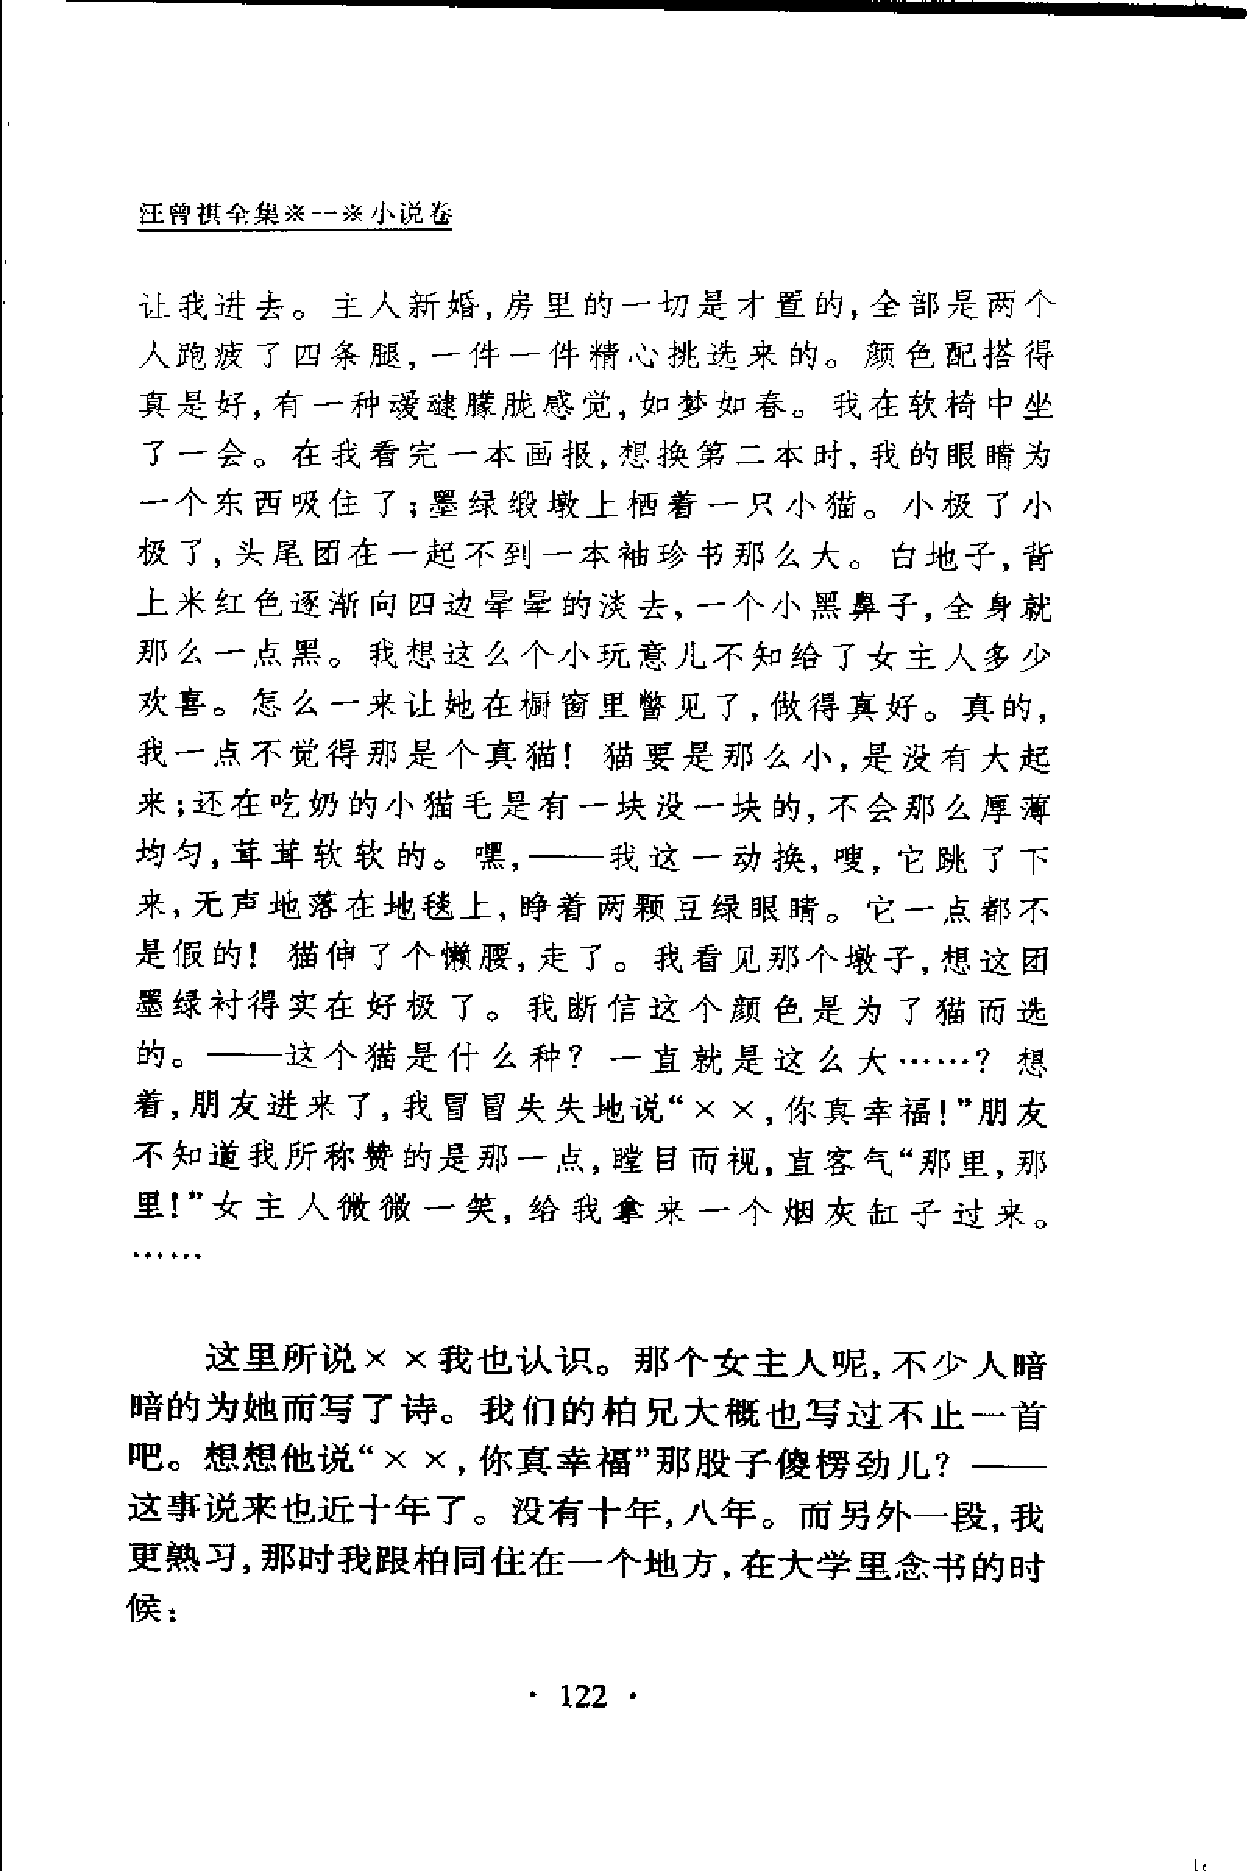 汪曾祺全集※一※小说卷
让我进去。主人新婚,房里的一切是才置的,全部是两个
人跑疲了四条腿,一件一件精心挑选来的。颜色配搭得
真是好,有一种叆叇朦胧感觉,如梦如春。我在软椅中坐
了一会。在我看完一本画报,想换第二本时,我的眼睛为
一个东西吸住了;墨绿缎墩上栖着一只小猫。小极了小
极了,头尾团在一起不到一本袖珍书那么大。白地子,背
上米红色逐渐向四边晕晕的淡去,一个小黑鼻子,全身就
那么一点黑。我想这么个小玩意儿不知给了女主人多少
欢喜。怎么一来让她在橱窗里瞥见了,做得真好。真的,
我一点不觉得那是个真猫!猫要是那么小,是没有大起
来;还在吃奶的小猫毛是有一块没一块的,不会那么厚薄
均匀,茸茸软软的。嘿,——我这一动换,嗖,它跳了下
来,无声地落在地毯上,睁着两颗豆绿眼睛。它一点都不
是假的!猫伸了个懒腰,走了。我看见那个墩子,想这团
墨绿衬得实在好极了。我断信这个颜色是为了猫而选
的。——这个猫是什么种?一直就是这么大……?想
着,朋友进来了,我冒冒失失地说“××,你真幸福!”朋友
不知道我所称赞的是那一点,瞠目而视,直客气“那里,那
里!”女主人微微一笑,给我拿来一个烟灰缸子过来。
……
这里所说××我也认识。那个女主人呢,不少人暗
暗的为她而写了诗。我们的柏兄大概也写过不止一首
吧。想想他说“××,你真幸福”那股子傻楞劲儿?——
这事说来也近十年了。没有十年,八年。而另外一段,我
更熟习,那时我跟柏同住在一个地方,在大学里念书的时
候:
· 122 ·